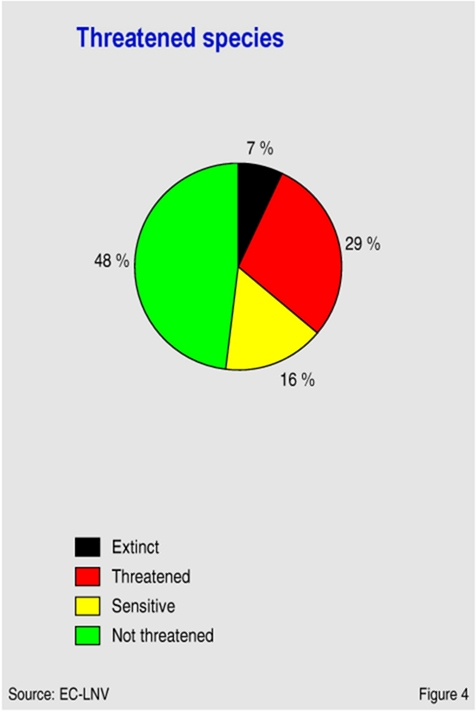 Threatened species
7 %
29 %
48 %
16 %
Extinct
Threatened
Sensitive
Not threatened
Source: EC-LNV
Figure 4